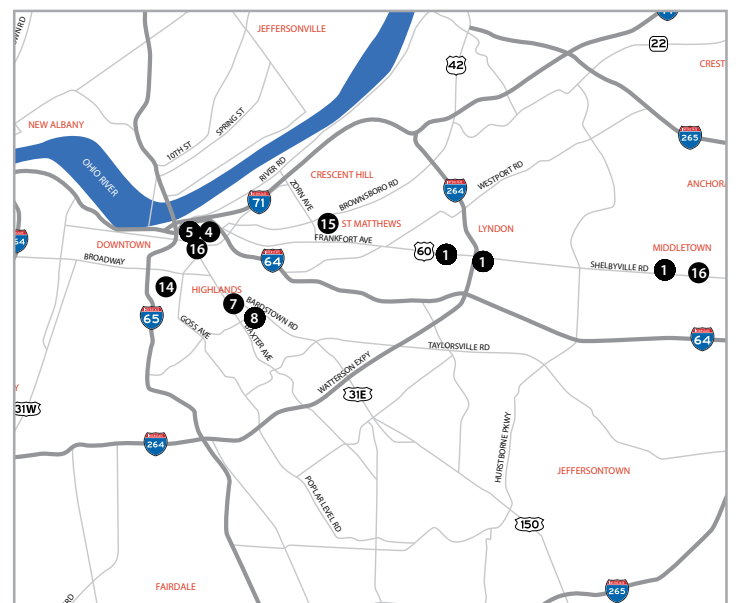 JEFFERSONVILLE
22
42
CREST
NEW ALBANY
SPRING ST
10TH ST
265
OHIO RIVER
RIVER RD
CRESCENT HILL
ZORN AVE
BROWNSBORO RD
WESTPORT RD
264
ANCHOR
71
15
ST MATTHEWS
LYNDON
5
4
16
FRANKFORT AVE
64
DOWNTOWN
60
1
1
MIDDLETOWN
BROADWAY
64
SHELBYVILLE RD
1
16
14
HIGHLANDS
7
BARDSTOWN RD
8
65
GOSS AVE
BAXTER AVE
TAYLORSVILLE RD
64
WATTERSON EXPY
31E
31W
264
HURSTBORNE PKWY
JEFFERSONTOWN
POPLAR LEVEL RD
150
FAIRDALE
265
RD